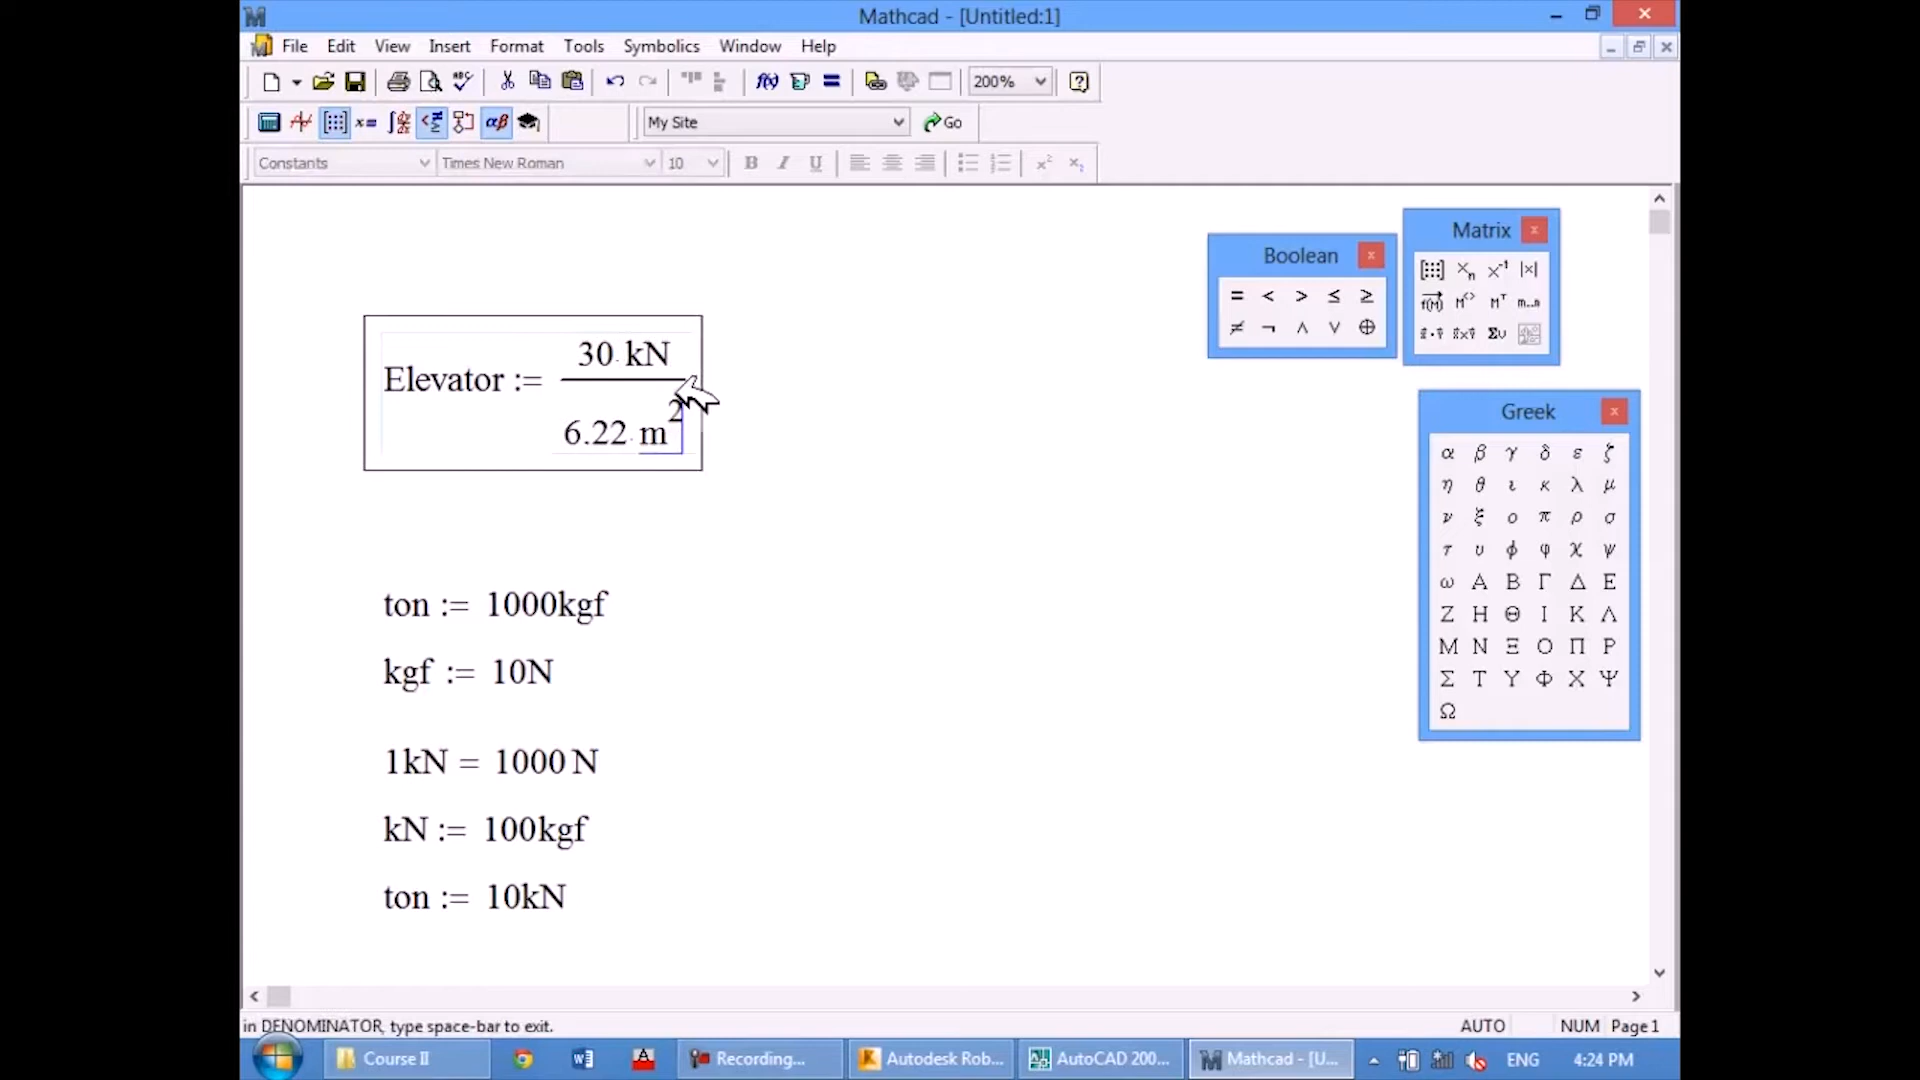 Mathcad - [Untitled:1]
File Edit View Insert Format Tools Symbolics Window Help
200%
My Site Go
Constants Times New Roman 10 B I U
Boolean
= < > ≤ ≥
≠ ¬ ∧ ∨ ⊕
Matrix
Greek
α β γ δ ε ζ
η θ ι κ λ μ
ν ξ ο π ρ σ
τ υ ϕ φ χ ψ
ω Α Β Γ Δ Ε
Ζ Η Θ Ι Κ Λ
Μ Ν Ξ Ο Π Ρ
Σ Τ Υ Φ Χ Ψ
Ω
30 · kN
Elevator :=
6.22 · m²
ton := 1000kgf
kgf := 10N
1kN = 1000 N
kN := 100kgf
ton := 10kN
in DENOMINATOR, type space-bar to exit. AUTO NUM Page 1
Course II Recording... Autodesk Rob... AutoCAD 200... Mathcad - [U... ENG 4:24 PM